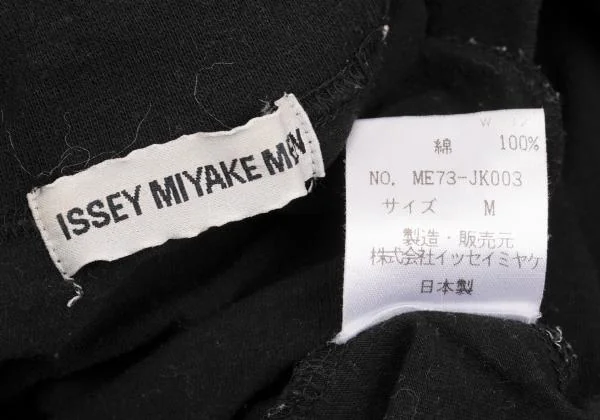 ISSEY MIYAKE MEN
綿 100%
NO. ME73-JK003
サイズ M
製造・販売元
株式会社イッセイミヤケ
日本製